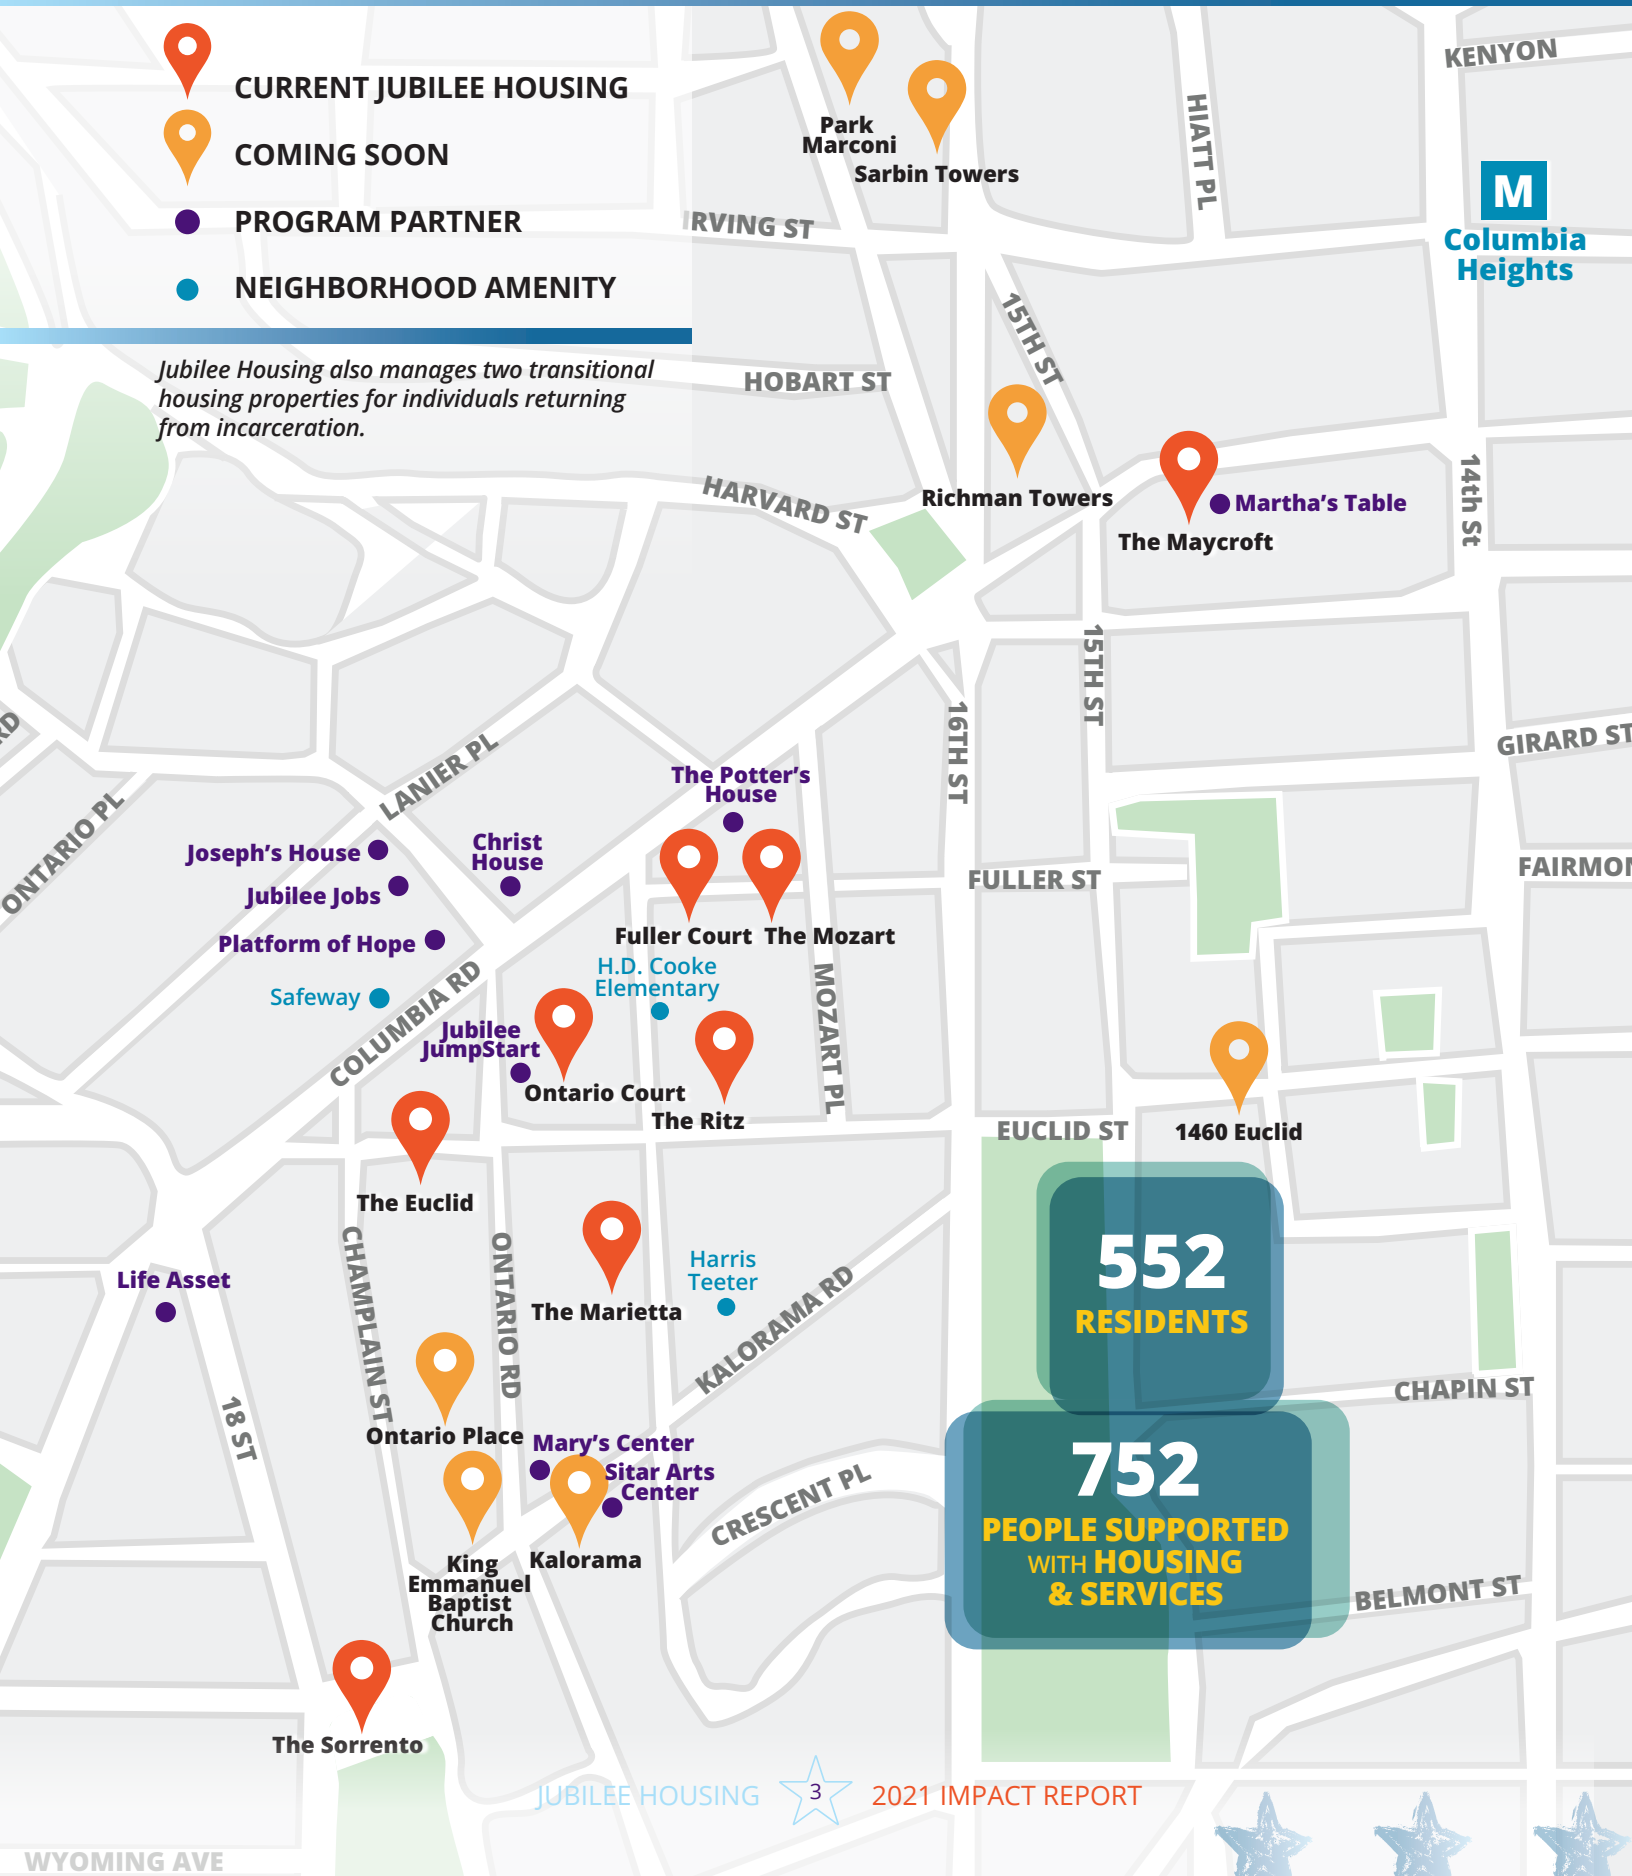 CURRENT JUBILEE HOUSING
COMING SOON
PROGRAM PARTNER
NEIGHBORHOOD AMENITY
Jubilee Housing also manages two transitional
housing properties for individuals returning
from incarceration.
KENYON
Park
Marconi
Sarbin Towers
HIATT PL
M
Columbia
Heights
IRVING ST
15TH ST
HOBART ST
HARVARD ST
Richman Towers
Martha's Table
The Maycroft
14th St
15TH ST
16TH ST
GIRARD ST
RD
LANIER PL
ONTARIO PL
The Potter's
House
Joseph's House
Christ
House
Jubilee Jobs
Platform of Hope
Safeway
COLUMBIA RD
FULLER ST
FAIRMON
Fuller Court
The Mozart
H.D. Cooke
Elementary
MOZART PL
Jubilee
JumpStart
Ontario Court
The Ritz
EUCLID ST
1460 Euclid
The Euclid
CHAMPLAIN ST
ONTARIO RD
Life Asset
The Marietta
Harris
Teeter
KALORAMA RD
552
RESIDENTS
CHAPIN ST
18 ST
Ontario Place
Mary's Center
Sitar Arts
Center
CRESCENT PL
752
PEOPLE SUPPORTED
WITH HOUSING
& SERVICES
BELMONT ST
King
Emmanuel
Baptist
Church
Kalorama
The Sorrento
JUBILEE HOUSING 3 2021 IMPACT REPORT
WYOMING AVE